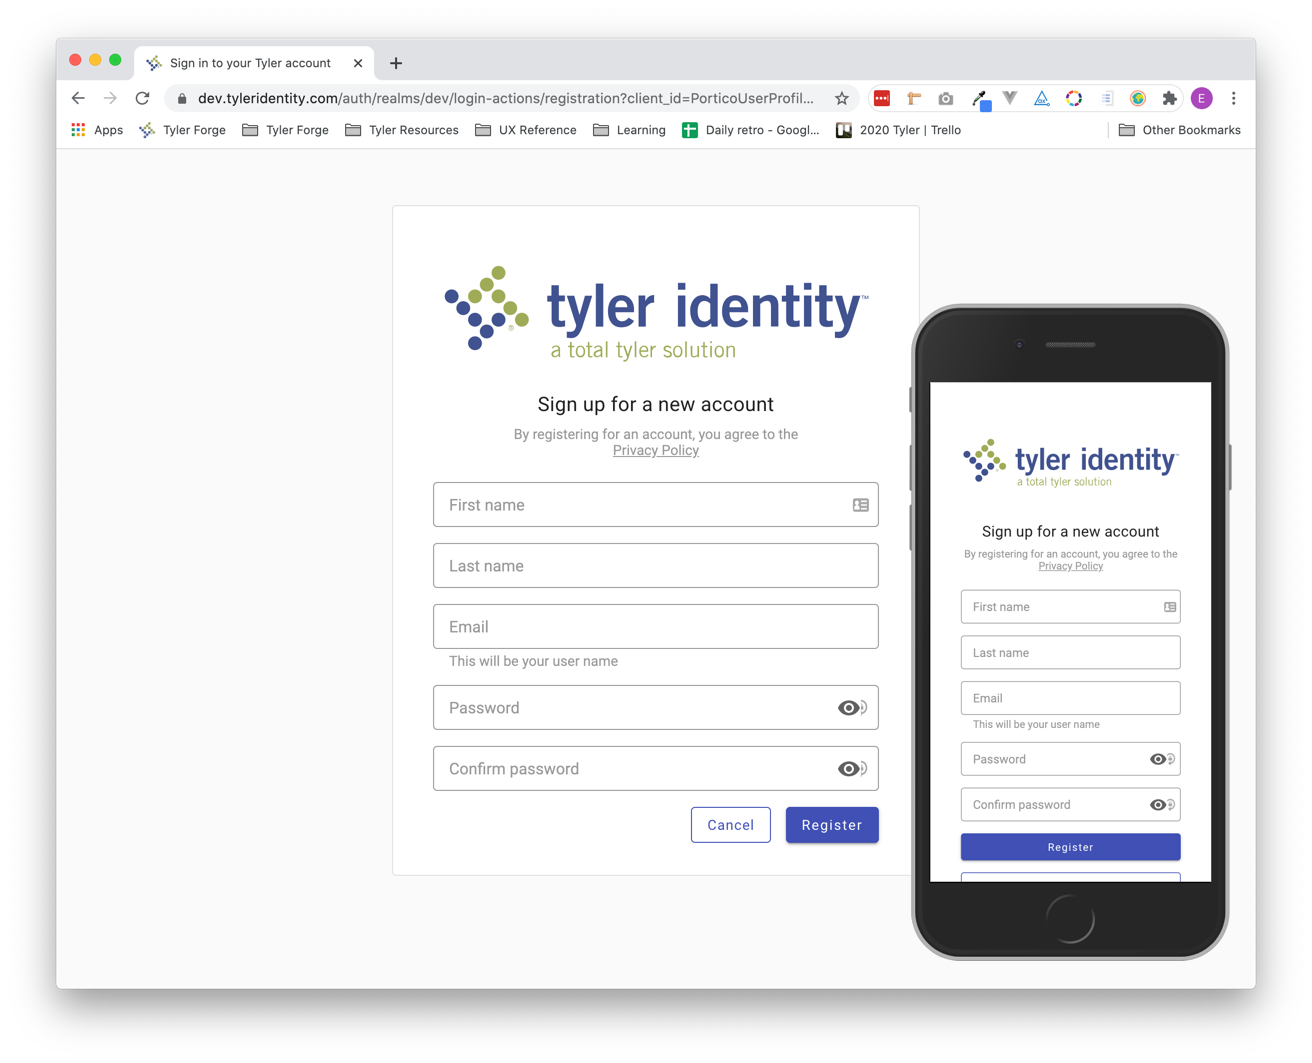 Sign in to your Tyler account
dev.tyleridentity.com/auth/realms/dev/login-actions/registration?client_id=PorticoUserProfil...
E
Apps
Tyler Forge
Tyler Forge
Tyler Resources
UX Reference
Learning
Daily retro - Googl...
2020 Tyler | Trello
Other Bookmarks
tyler identity™
®
a total tyler solution
Sign up for a new account
By registering for an account, you agree to the
Privacy Policy
First name
Last name
Email
This will be your user name
Password
Confirm password
Cancel
Register
tyler identity™
a total tyler solution
Sign up for a new account
By registering for an account, you agree to the
Privacy Policy
First name
Last name
Email
This will be your user name
Password
Confirm password
Register